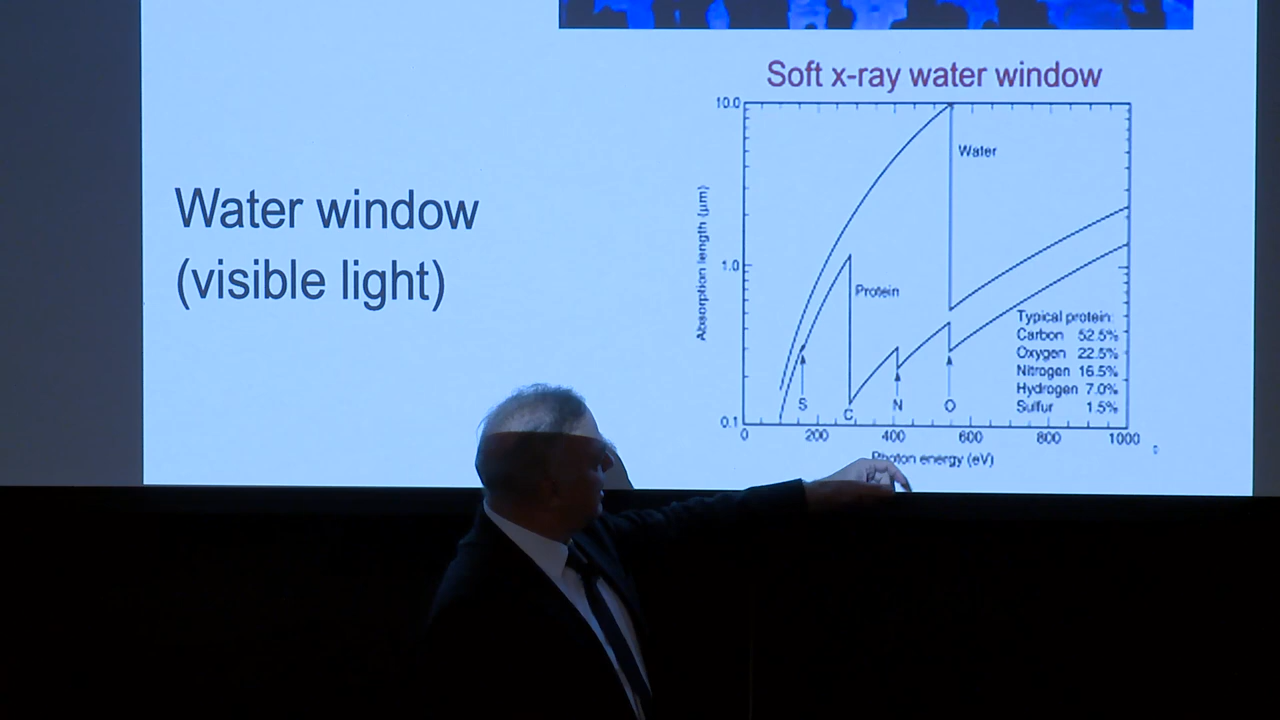 Soft x-ray water window
Water window
(visible light)
Absorption length (μm)
10.0
1.0
0.1
Water
Protein
Typical protein:
Carbon 52.5%
Oxygen 22.5%
Nitrogen 16.5%
Hydrogen 7.0%
Sulfur 1.5%
S C N O
0 200 400 600 800 1000
Photon energy (eV)